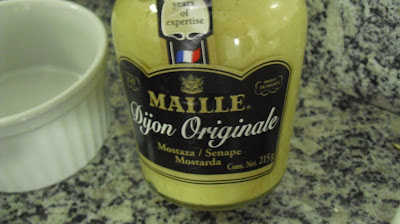 years of
expertise
MAILLE
Dijon Originale
Mostaza / Senape
Mostarda
Cont. Net. 215g